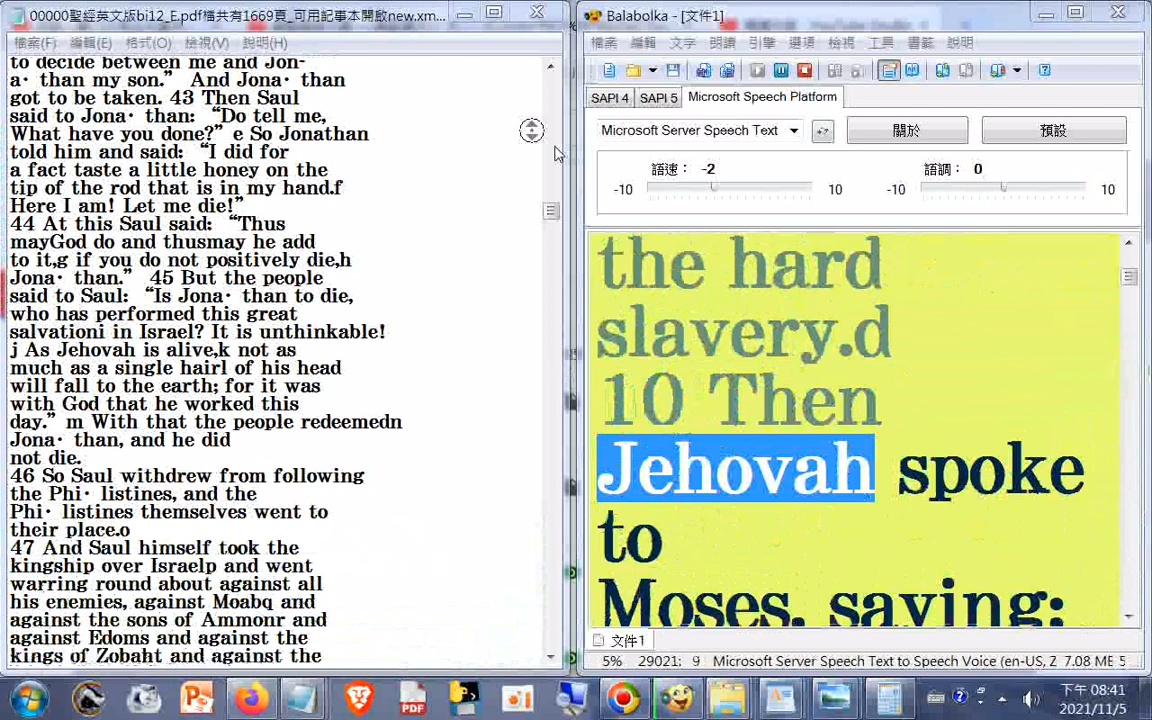 00000聖經英文版bi12_E.pdf檔共有1669頁_可用記事本開啟new.xm...
檔案(F) 編輯(E) 格式(O) 檢視(V) 說明(H)
to decide between me and Jon-
a· than my son.” And Jona· than
got to be taken. 43 Then Saul
said to Jona· than: “Do tell me,
What have you done?” e So Jonathan
told him and said: “I did for
a fact taste a little honey on the
tip of the rod that is in my hand.f
Here I am! Let me die!”
44 At this Saul said: “Thus
mayGod do and thusmay he add
to it,g if you do not positively die,h
Jona· than.” 45 But the people
said to Saul: “Is Jona· than to die,
who has performed this great
salvationi in Israel? It is unthinkable!
j As Jehovah is alive,k not as
much as a single hairl of his head
will fall to the earth; for it was
with God that he worked this
day.” m With that the people redeemedn
Jona· than, and he did
not die.
46 So Saul withdrew from following
the Phi· listines, and the
Phi· listines themselves went to
their place.o
47 And Saul himself took the
kingship over Israelp and went
warring round about against all
his enemies, against Moabq and
against the sons of Ammonr and
against Edoms and against the
kings of Zobaht and against the
Balabolka - [文件1]
檔案 編輯 文字 朗讀 引擎 選項 檢視 工具 書籤 說明
SAPI 4 SAPI 5 Microsoft Speech Platform
Microsoft Server Speech Text 關於 預設
語速： -2 語調： 0
-10 10 -10 10
the hard
slavery.d
10 Then
Jehovah spoke
to
Moses, saying:
文件1
5% 29021: 9 Microsoft Server Speech Text to Speech Voice (en-US, Z 7.08 MB 5
PDF
下午 08:41
2021/11/5